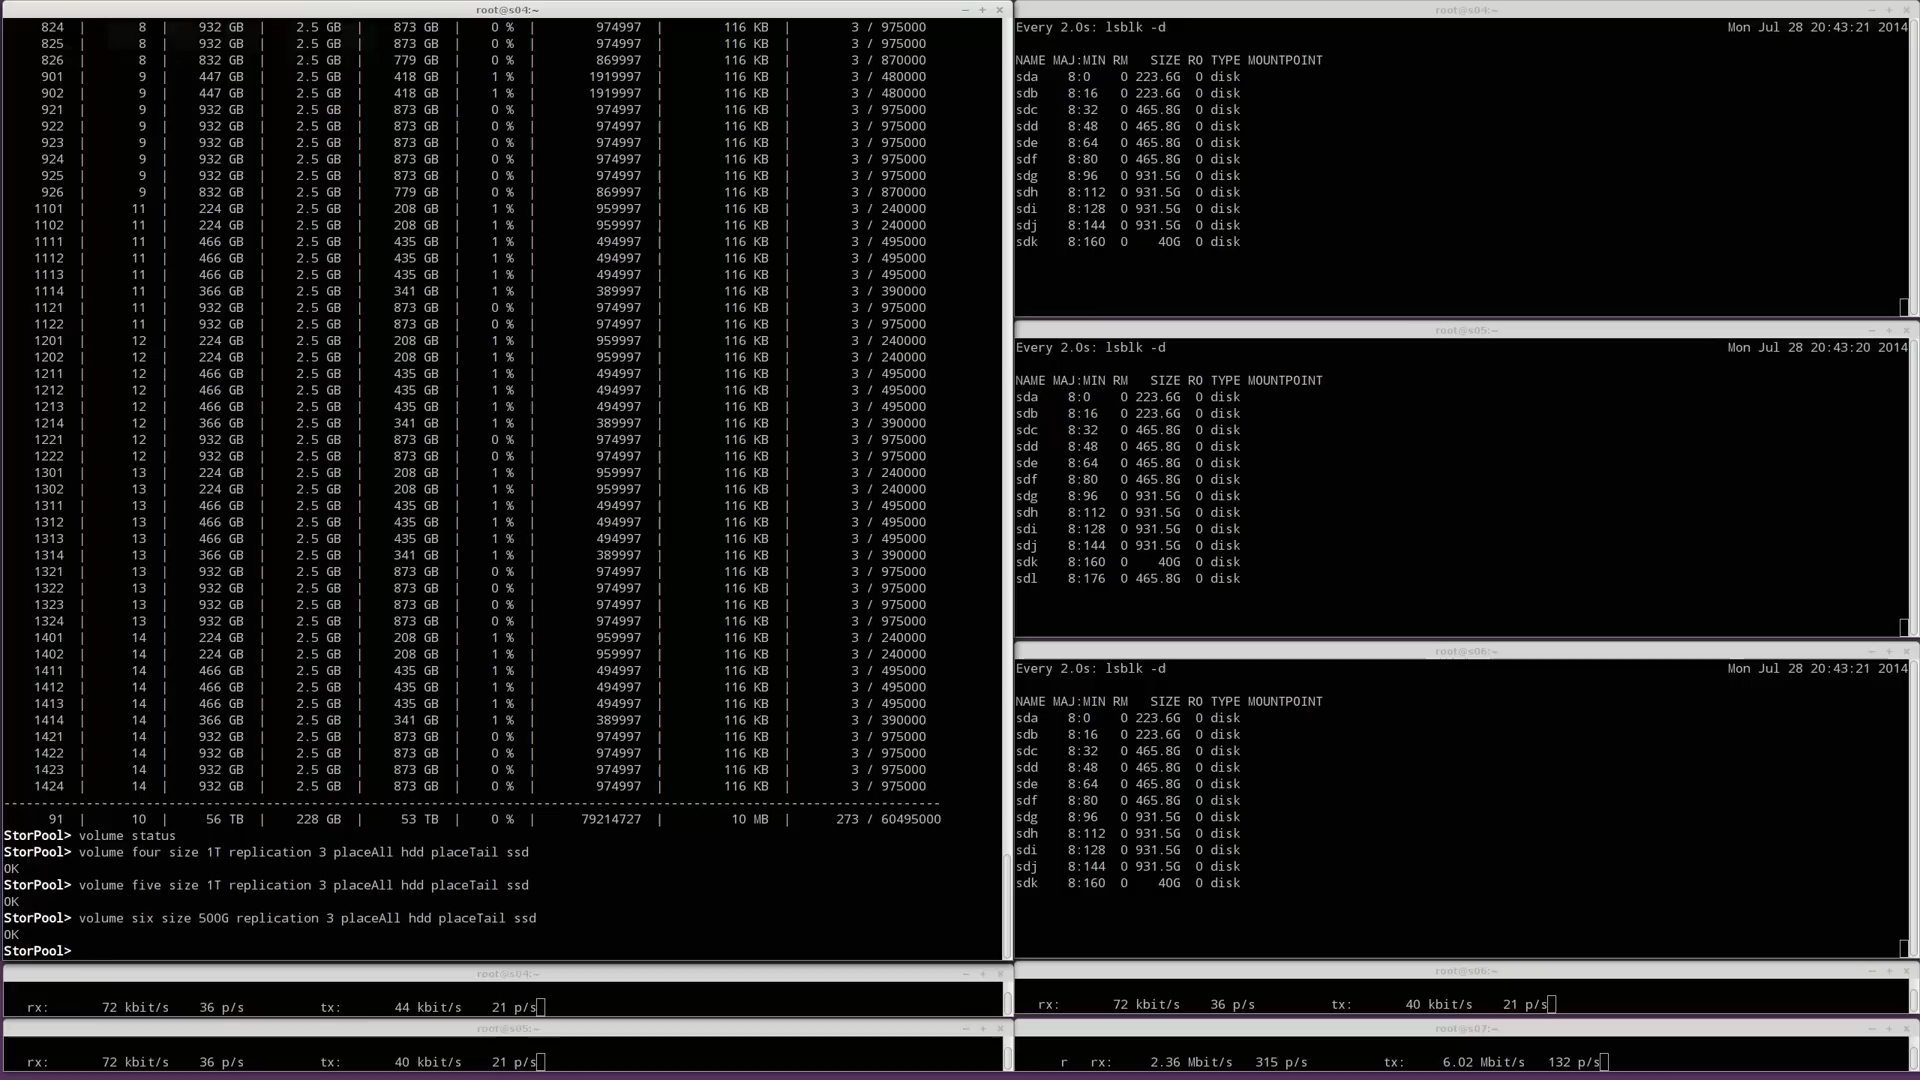 root@s04:~
824 | 8 | 932 GB | 2.5 GB | 873 GB | 0 % | 974997 | 116 KB | 3 / 975000
825 | 8 | 932 GB | 2.5 GB | 873 GB | 0 % | 974997 | 116 KB | 3 / 975000
826 | 8 | 832 GB | 2.5 GB | 779 GB | 0 % | 869997 | 116 KB | 3 / 870000
901 | 9 | 447 GB | 2.5 GB | 418 GB | 1 % | 1919997 | 116 KB | 3 / 480000
902 | 9 | 447 GB | 2.5 GB | 418 GB | 1 % | 1919997 | 116 KB | 3 / 480000
921 | 9 | 932 GB | 2.5 GB | 873 GB | 0 % | 974997 | 116 KB | 3 / 975000
922 | 9 | 932 GB | 2.5 GB | 873 GB | 0 % | 974997 | 116 KB | 3 / 975000
923 | 9 | 932 GB | 2.5 GB | 873 GB | 0 % | 974997 | 116 KB | 3 / 975000
924 | 9 | 932 GB | 2.5 GB | 873 GB | 0 % | 974997 | 116 KB | 3 / 975000
925 | 9 | 932 GB | 2.5 GB | 873 GB | 0 % | 974997 | 116 KB | 3 / 975000
926 | 9 | 832 GB | 2.5 GB | 779 GB | 0 % | 869997 | 116 KB | 3 / 870000
1101 | 11 | 224 GB | 2.5 GB | 208 GB | 1 % | 959997 | 116 KB | 3 / 240000
1102 | 11 | 224 GB | 2.5 GB | 208 GB | 1 % | 959997 | 116 KB | 3 / 240000
1111 | 11 | 466 GB | 2.5 GB | 435 GB | 1 % | 494997 | 116 KB | 3 / 495000
1112 | 11 | 466 GB | 2.5 GB | 435 GB | 1 % | 494997 | 116 KB | 3 / 495000
1113 | 11 | 466 GB | 2.5 GB | 435 GB | 1 % | 494997 | 116 KB | 3 / 495000
1114 | 11 | 366 GB | 2.5 GB | 341 GB | 1 % | 389997 | 116 KB | 3 / 390000
1121 | 11 | 932 GB | 2.5 GB | 873 GB | 0 % | 974997 | 116 KB | 3 / 975000
1122 | 11 | 932 GB | 2.5 GB | 873 GB | 0 % | 974997 | 116 KB | 3 / 975000
1201 | 12 | 224 GB | 2.5 GB | 208 GB | 1 % | 959997 | 116 KB | 3 / 240000
1202 | 12 | 224 GB | 2.5 GB | 208 GB | 1 % | 959997 | 116 KB | 3 / 240000
1211 | 12 | 466 GB | 2.5 GB | 435 GB | 1 % | 494997 | 116 KB | 3 / 495000
1212 | 12 | 466 GB | 2.5 GB | 435 GB | 1 % | 494997 | 116 KB | 3 / 495000
1213 | 12 | 466 GB | 2.5 GB | 435 GB | 1 % | 494997 | 116 KB | 3 / 495000
1214 | 12 | 366 GB | 2.5 GB | 341 GB | 1 % | 389997 | 116 KB | 3 / 390000
1221 | 12 | 932 GB | 2.5 GB | 873 GB | 0 % | 974997 | 116 KB | 3 / 975000
1222 | 12 | 932 GB | 2.5 GB | 873 GB | 0 % | 974997 | 116 KB | 3 / 975000
1301 | 13 | 224 GB | 2.5 GB | 208 GB | 1 % | 959997 | 116 KB | 3 / 240000
1302 | 13 | 224 GB | 2.5 GB | 208 GB | 1 % | 959997 | 116 KB | 3 / 240000
1311 | 13 | 466 GB | 2.5 GB | 435 GB | 1 % | 494997 | 116 KB | 3 / 495000
1312 | 13 | 466 GB | 2.5 GB | 435 GB | 1 % | 494997 | 116 KB | 3 / 495000
1313 | 13 | 466 GB | 2.5 GB | 435 GB | 1 % | 494997 | 116 KB | 3 / 495000
1314 | 13 | 366 GB | 2.5 GB | 341 GB | 1 % | 389997 | 116 KB | 3 / 390000
1321 | 13 | 932 GB | 2.5 GB | 873 GB | 0 % | 974997 | 116 KB | 3 / 975000
1322 | 13 | 932 GB | 2.5 GB | 873 GB | 0 % | 974997 | 116 KB | 3 / 975000
1323 | 13 | 932 GB | 2.5 GB | 873 GB | 0 % | 974997 | 116 KB | 3 / 975000
1324 | 13 | 932 GB | 2.5 GB | 873 GB | 0 % | 974997 | 116 KB | 3 / 975000
1401 | 14 | 224 GB | 2.5 GB | 208 GB | 1 % | 959997 | 116 KB | 3 / 240000
1402 | 14 | 224 GB | 2.5 GB | 208 GB | 1 % | 959997 | 116 KB | 3 / 240000
1411 | 14 | 466 GB | 2.5 GB | 435 GB | 1 % | 494997 | 116 KB | 3 / 495000
1412 | 14 | 466 GB | 2.5 GB | 435 GB | 1 % | 494997 | 116 KB | 3 / 495000
1413 | 14 | 466 GB | 2.5 GB | 435 GB | 1 % | 494997 | 116 KB | 3 / 495000
1414 | 14 | 366 GB | 2.5 GB | 341 GB | 1 % | 389997 | 116 KB | 3 / 390000
1421 | 14 | 932 GB | 2.5 GB | 873 GB | 0 % | 974997 | 116 KB | 3 / 975000
1422 | 14 | 932 GB | 2.5 GB | 873 GB | 0 % | 974997 | 116 KB | 3 / 975000
1423 | 14 | 932 GB | 2.5 GB | 873 GB | 0 % | 974997 | 116 KB | 3 / 975000
1424 | 14 | 932 GB | 2.5 GB | 873 GB | 0 % | 974997 | 116 KB | 3 / 975000
91 | 10 | 56 TB | 228 GB | 53 TB | 0 % | 79214727 | 10 MB | 273 / 60495000
StorPool> volume status
StorPool> volume four size 1T replication 3 placeAll hdd placeTail ssd
OK
StorPool> volume five size 1T replication 3 placeAll hdd placeTail ssd
OK
StorPool> volume six size 500G replication 3 placeAll hdd placeTail ssd
OK
StorPool>
root@s04:~
rx: 72 kbit/s 36 p/s tx: 44 kbit/s 21 p/s
root@s05:~
rx: 72 kbit/s 36 p/s tx: 40 kbit/s 21 p/s
root@s04:~
Every 2.0s: lsblk -d Mon Jul 28 20:43:21 2014
NAME MAJ:MIN RM SIZE RO TYPE MOUNTPOINT
sda 8:0 0 223.6G 0 disk
sdb 8:16 0 223.6G 0 disk
sdc 8:32 0 465.8G 0 disk
sdd 8:48 0 465.8G 0 disk
sde 8:64 0 465.8G 0 disk
sdf 8:80 0 465.8G 0 disk
sdg 8:96 0 931.5G 0 disk
sdh 8:112 0 931.5G 0 disk
sdi 8:128 0 931.5G 0 disk
sdj 8:144 0 931.5G 0 disk
sdk 8:160 0 40G 0 disk
root@s05:~
Every 2.0s: lsblk -d Mon Jul 28 20:43:20 2014
NAME MAJ:MIN RM SIZE RO TYPE MOUNTPOINT
sda 8:0 0 223.6G 0 disk
sdb 8:16 0 223.6G 0 disk
sdc 8:32 0 465.8G 0 disk
sdd 8:48 0 465.8G 0 disk
sde 8:64 0 465.8G 0 disk
sdf 8:80 0 465.8G 0 disk
sdg 8:96 0 931.5G 0 disk
sdh 8:112 0 931.5G 0 disk
sdi 8:128 0 931.5G 0 disk
sdj 8:144 0 931.5G 0 disk
sdk 8:160 0 40G 0 disk
sdl 8:176 0 465.8G 0 disk
root@s06:~
Every 2.0s: lsblk -d Mon Jul 28 20:43:21 2014
NAME MAJ:MIN RM SIZE RO TYPE MOUNTPOINT
sda 8:0 0 223.6G 0 disk
sdb 8:16 0 223.6G 0 disk
sdc 8:32 0 465.8G 0 disk
sdd 8:48 0 465.8G 0 disk
sde 8:64 0 465.8G 0 disk
sdf 8:80 0 465.8G 0 disk
sdg 8:96 0 931.5G 0 disk
sdh 8:112 0 931.5G 0 disk
sdi 8:128 0 931.5G 0 disk
sdj 8:144 0 931.5G 0 disk
sdk 8:160 0 40G 0 disk
root@s06:~
rx: 72 kbit/s 36 p/s tx: 40 kbit/s 21 p/s
root@s07:~
r rx: 2.36 Mbit/s 315 p/s tx: 6.02 Mbit/s 132 p/s